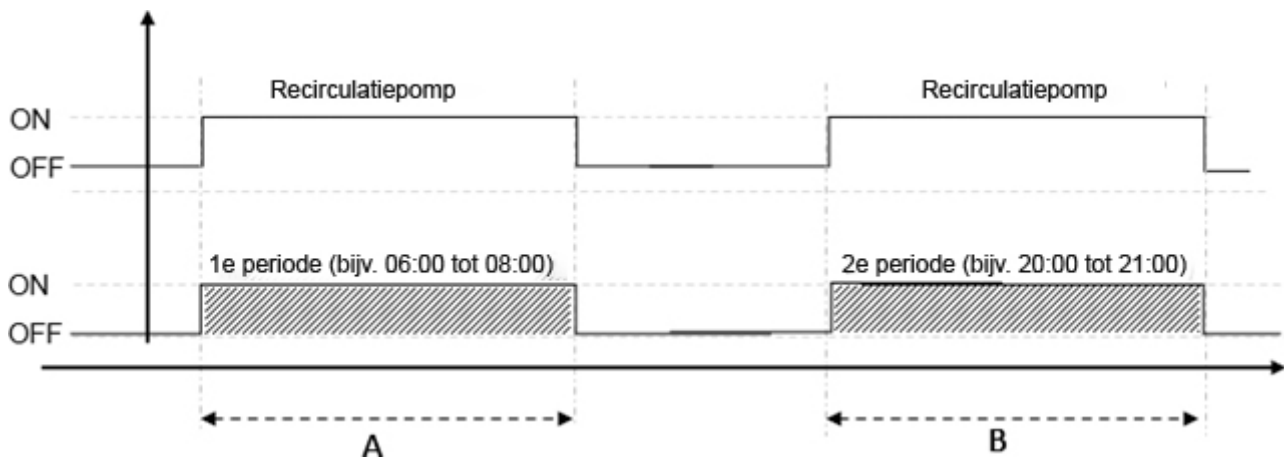 Recirculatiepomp
Recirculatiepomp
ON
OFF
1e periode (bijv. 06:00 tot 08:00)
2e periode (bijv. 20:00 tot 21:00)
ON
OFF
A
B